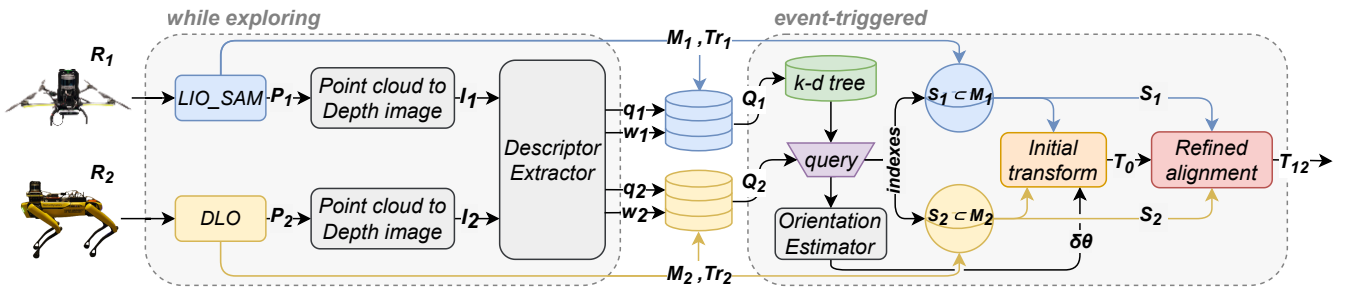 while exploring
event-triggered
R1
M1 ,Tr1
LIO_SAM
P1
Point cloud to
Depth image
I1
Descriptor
Extractor
q1
w1
Q1
k-d tree
S1 ⊂ M1
S1
query
indexes
Initial
transform
T0
Refined
alignment
T12
R2
DLO
P2
Point cloud to
Depth image
I2
q2
w2
Q2
Orientation
Estimator
S2 ⊂ M2
S2
δθ
M2 ,Tr2